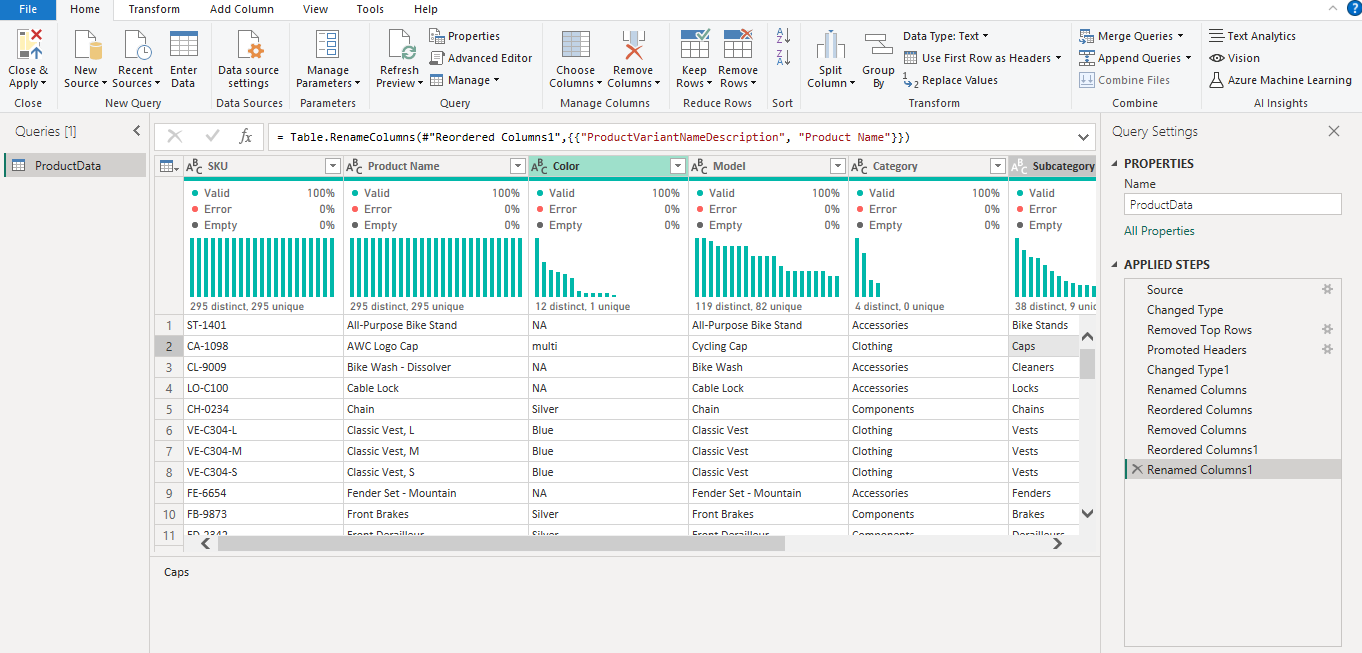 File Home Transform Add Column View Tools Help
Close & Apply New Source Recent Sources Enter Data Data source settings Manage Parameters Refresh Preview Properties Advanced Editor Manage Choose Columns Remove Columns Keep Rows Remove Rows Split Column Group By Data Type: Text Use First Row as Headers Replace Values Merge Queries Append Queries Combine Files Text Analytics Vision Azure Machine Learning
Close New Query Data Sources Parameters Query Manage Columns Reduce Rows Sort Transform Combine AI Insights
Queries [1]
ProductData
fx = Table.RenameColumns(#"Reordered Columns1",{{"ProductVariantNameDescription", "Product Name"}})
SKU Product Name Color Model Category Subcategory
Valid 100% Valid 100% Valid 100% Valid 100% Valid 100% Valid
Error 0% Error 0% Error 0% Error 0% Error 0% Error
Empty 0% Empty 0% Empty 0% Empty 0% Empty 0% Empty
295 distinct, 295 unique 295 distinct, 295 unique 12 distinct, 1 unique 119 distinct, 82 unique 4 distinct, 0 unique 38 distinct, 9
1 ST-1401 All-Purpose Bike Stand NA All-Purpose Bike Stand Accessories Bike Stands
2 CA-1098 AWC Logo Cap multi Cycling Cap Clothing Caps
3 CL-9009 Bike Wash - Dissolver NA Bike Wash Accessories Cleaners
4 LO-C100 Cable Lock NA Cable Lock Accessories Locks
5 CH-0234 Chain Silver Chain Components Chains
6 VE-C304-L Classic Vest, L Blue Classic Vest Clothing Vests
7 VE-C304-M Classic Vest, M Blue Classic Vest Clothing Vests
8 VE-C304-S Classic Vest, S Blue Classic Vest Clothing Vests
9 FE-6654 Fender Set - Mountain NA Fender Set - Mountain Accessories Fenders
10 FB-9873 Front Brakes Silver Front Brakes Components Brakes
11 FD-2342 Front Derailleur Silver Front Derailleur Components Derailleurs
Caps
Query Settings
PROPERTIES
Name
ProductData
All Properties
APPLIED STEPS
Source
Changed Type
Removed Top Rows
Promoted Headers
Changed Type1
Renamed Columns
Reordered Columns
Removed Columns
Reordered Columns1
Renamed Columns1